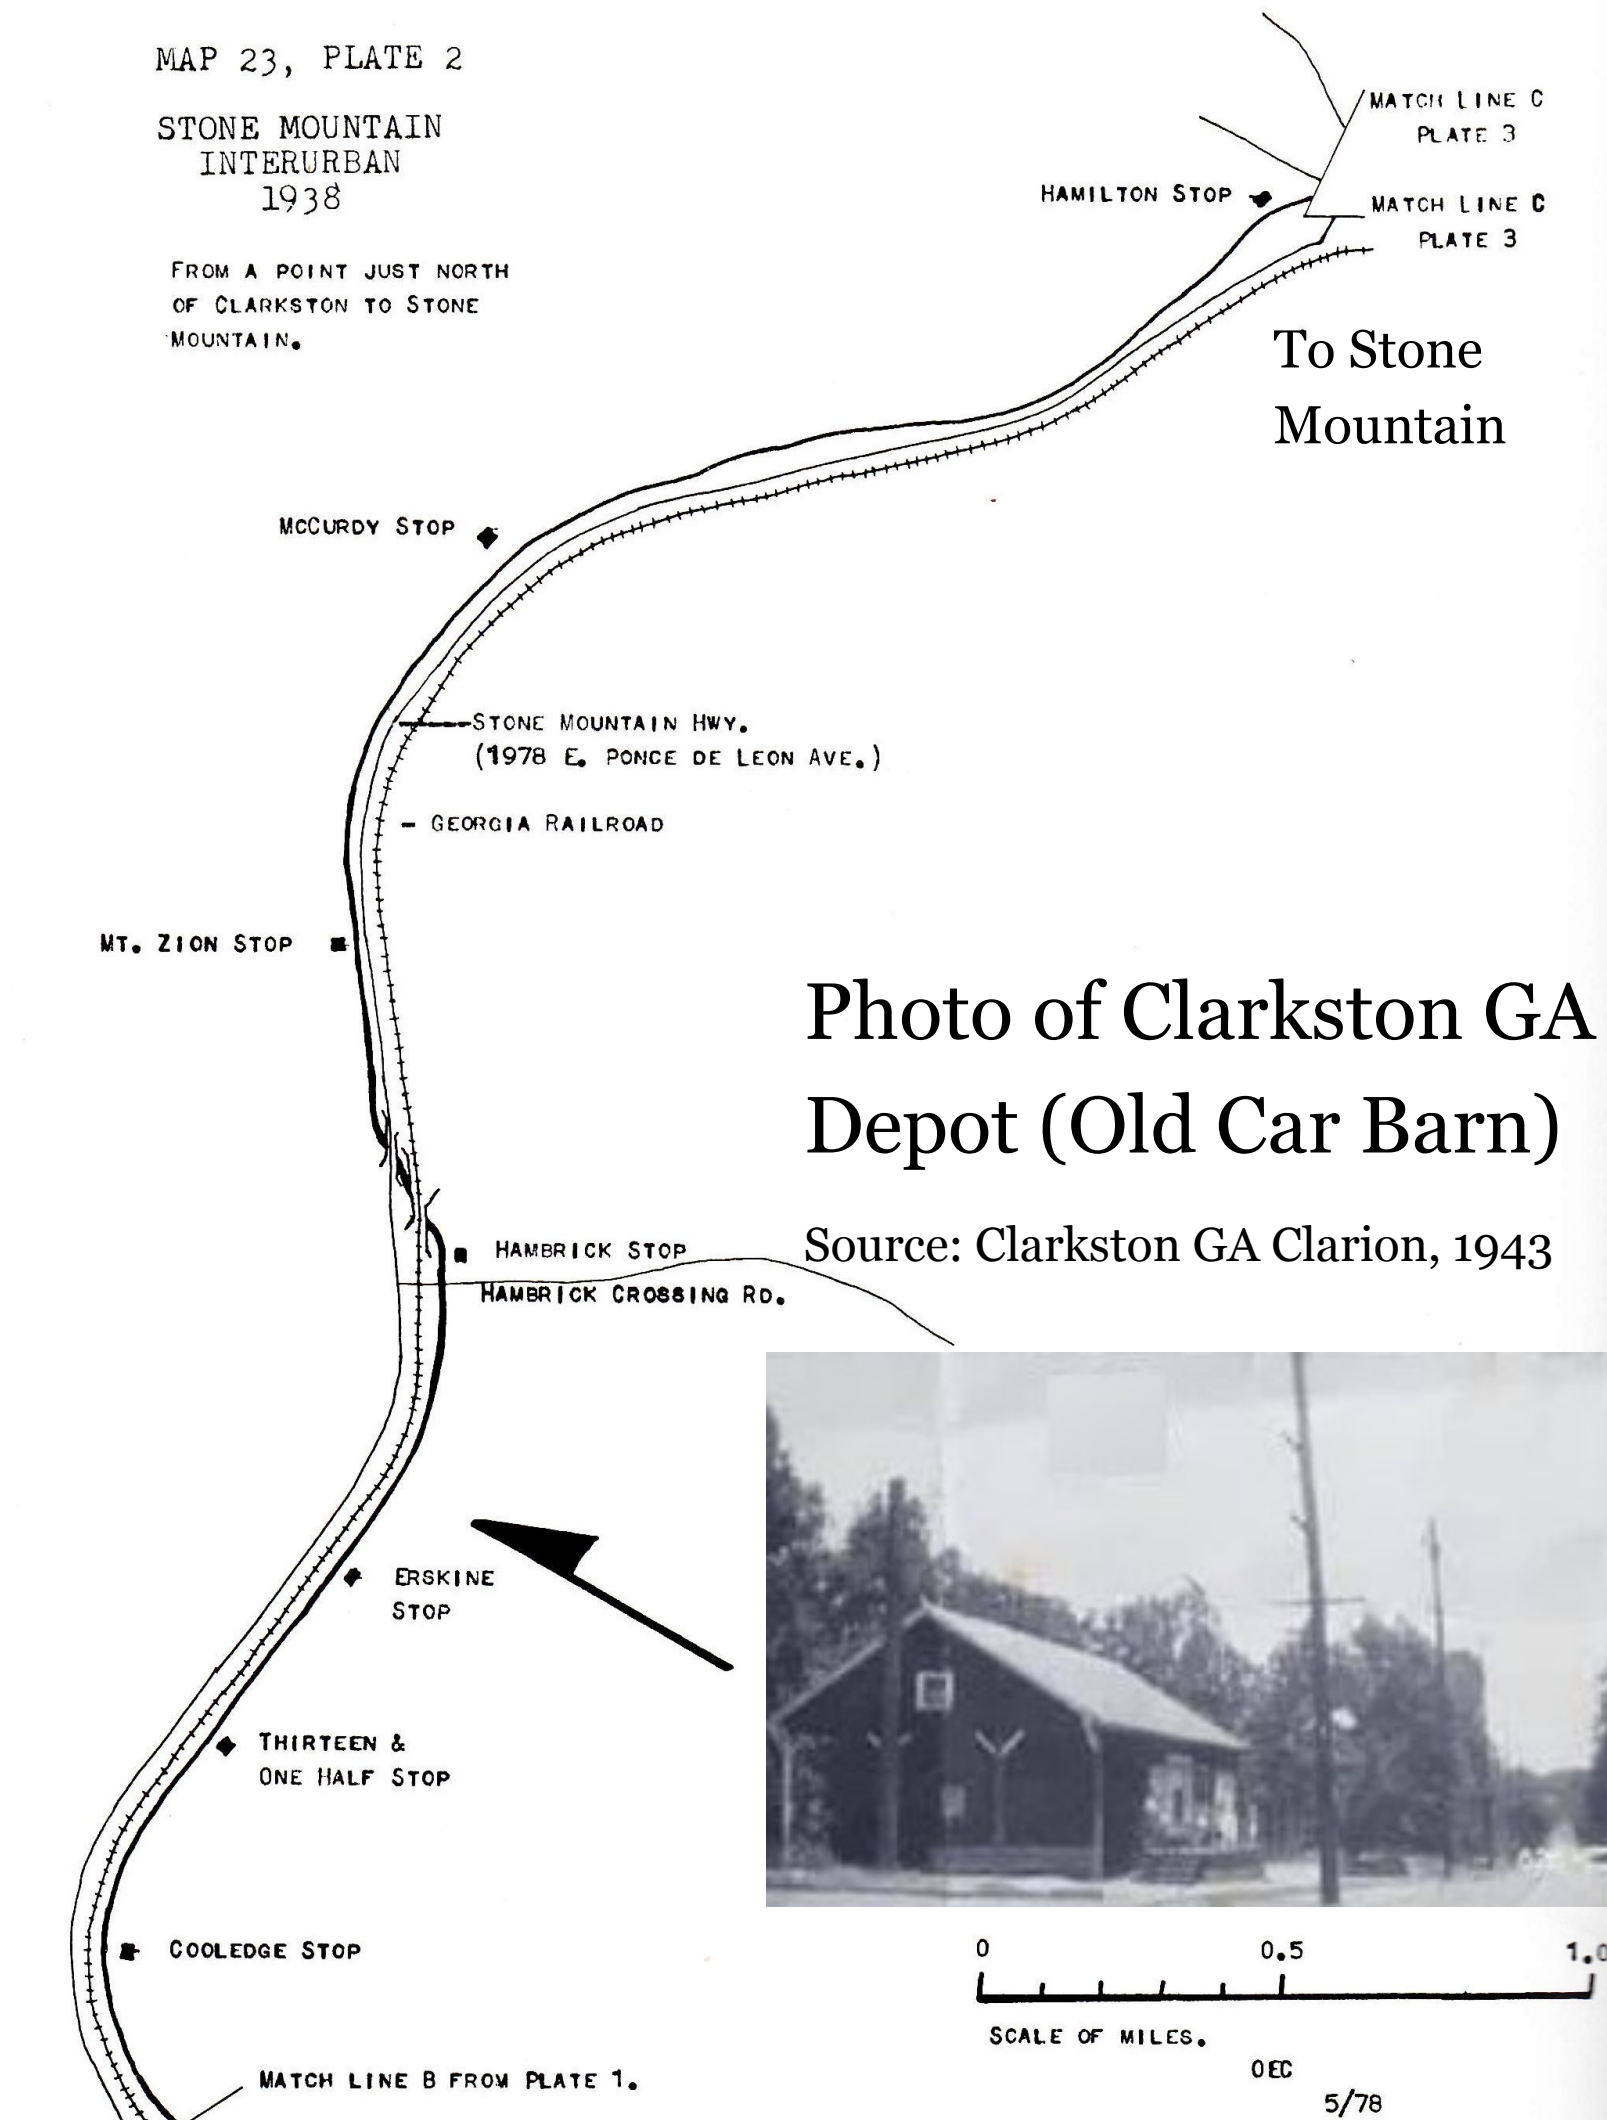 MAP 23, PLATE 2
STONE MOUNTAIN
INTERURBAN
1938
FROM A POINT JUST NORTH
OF CLARKSTON TO STONE
MOUNTAIN.
MATCH LINE C
PLATE 3
HAMILTON STOP
MATCH LINE C
PLATE 3
To Stone
Mountain
MCCURDY STOP
STONE MOUNTAIN HWY.
(1978 E. PONCE DE LEON AVE.)
GEORGIA RAILROAD
MT. ZION STOP
Photo of Clarkston GA
Depot (Old Car Barn)
Source: Clarkston GA Clarion, 1943
HAMBRICK STOP
HAMBRICK CROSSING RD.
ERSKINE
STOP
THIRTEEN &
ONE HALF STOP
COOLEDGE STOP
0 0.5 1.0
SCALE OF MILES.
OEC
5/78
MATCH LINE B FROM PLATE 1.